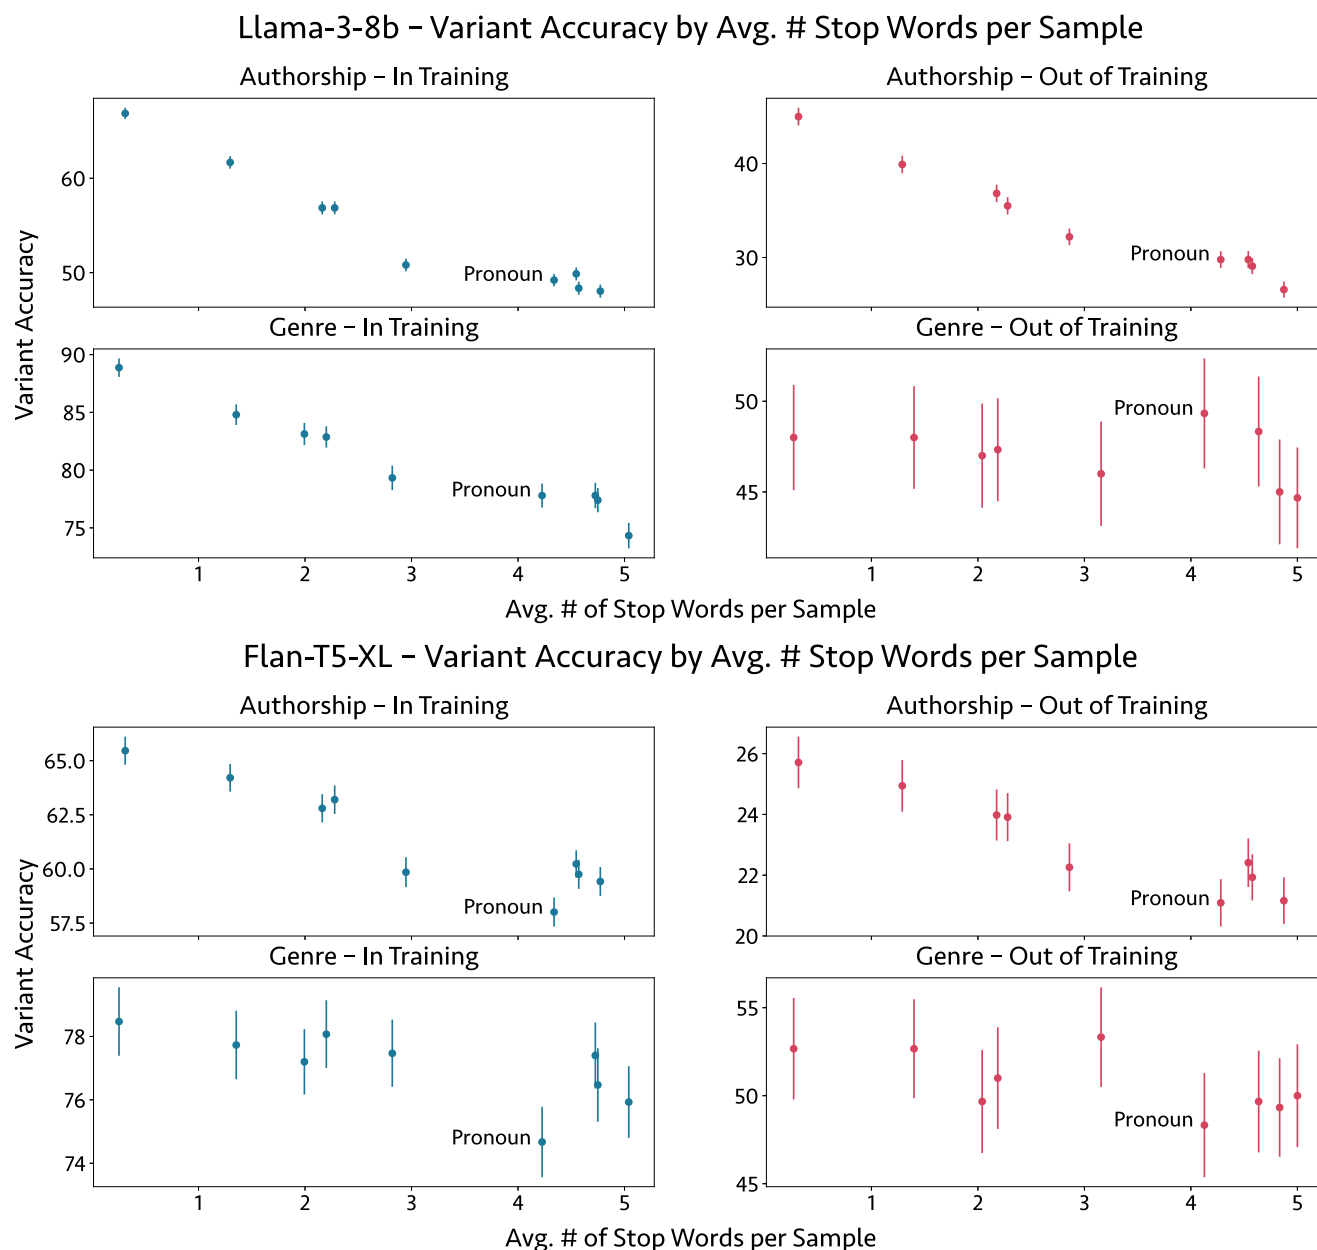 Llama-3-8b – Variant Accuracy by Avg. # Stop Words per Sample
Authorship – In Training
Authorship – Out of Training
60
50
Pronoun
40
30
Pronoun
Variant Accuracy
Genre – In Training
Genre – Out of Training
90
85
80
75
Pronoun
50
45
Pronoun
1 2 3 4 5
1 2 3 4 5
Avg. # of Stop Words per Sample
Flan-T5-XL – Variant Accuracy by Avg. # Stop Words per Sample
Authorship – In Training
Authorship – Out of Training
65.0
62.5
60.0
57.5
Pronoun
26
24
22
20
Pronoun
Variant Accuracy
Genre – In Training
Genre – Out of Training
78
76
74
Pronoun
55
50
45
Pronoun
1 2 3 4 5
1 2 3 4 5
Avg. # of Stop Words per Sample